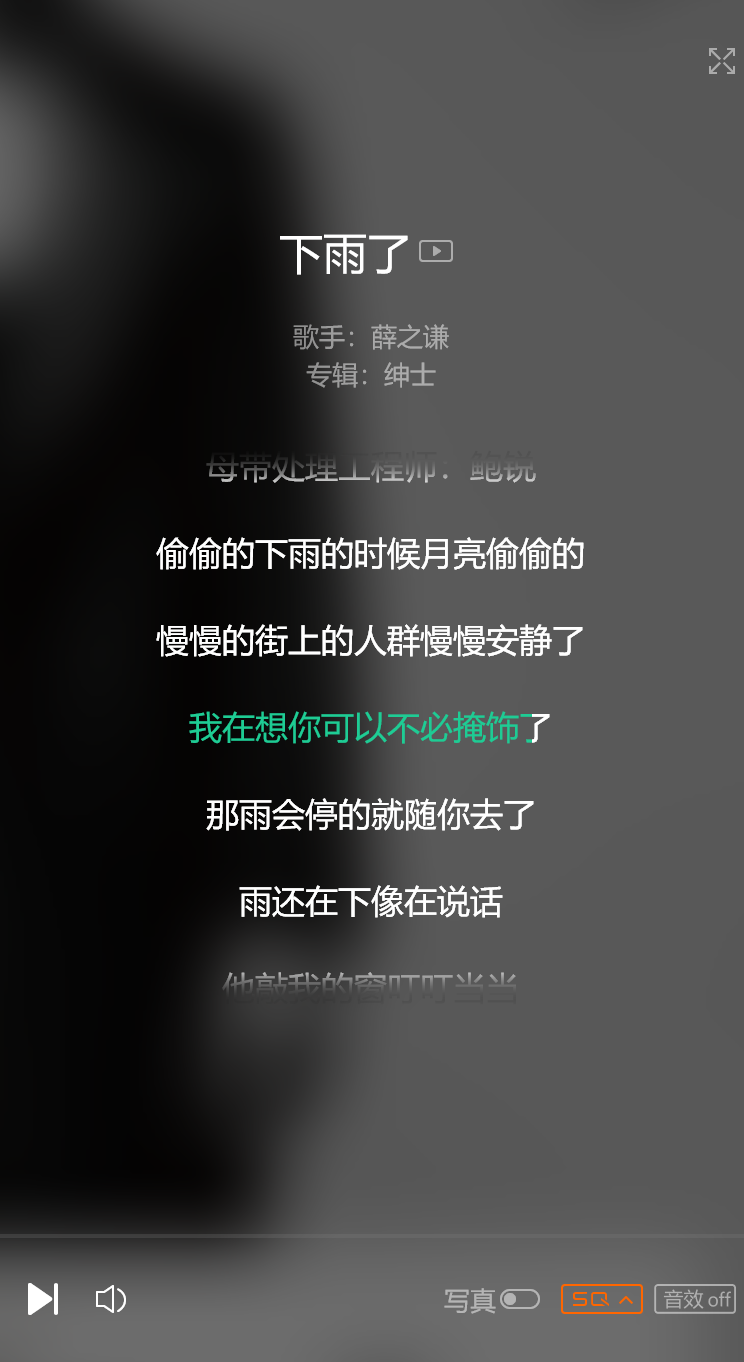 下雨了
歌手：薛之谦
专辑：绅士
母带处理工程师：鲍锐
偷偷的下雨的时候月亮偷偷的
慢慢的街上的人群慢慢安静了
我在想你可以不必掩饰了
那雨会停的就随你去了
雨还在下像在说话
他敲我的窗叮叮当当
写真 SQ 音效 off